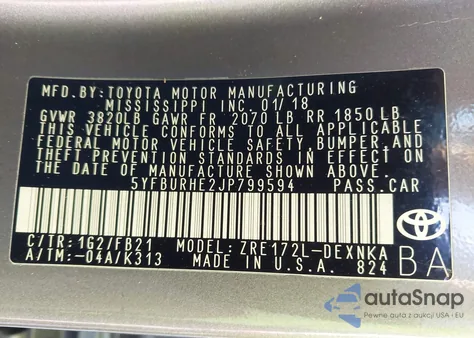 MFD.BY:TOYOTA MOTOR MANUFACTURING
MISSISSIPPI INC. 01/18
GVWR 3820LB GAWR FR 2070 LB RR 1850 LB
THIS VEHICLE CONFORMS TO ALL APPLICABLE
FEDERAL MOTOR VEHICLE SAFETY,BUMPER,AND
THEFT PREVENTION STANDARDS IN EFFECT ON
THE DATE OF MANUFACTURE SHOWN ABOVE.
5YFBURHE2JP799594 PASS.CAR
C/TR:1G2/FB21 MODEL: ZRE172L-DEXNKA
A/TM:-04A/K313 MADE IN U.S.A. 824 BA
autoSnap
Pewne auta z aukcji USA • EU